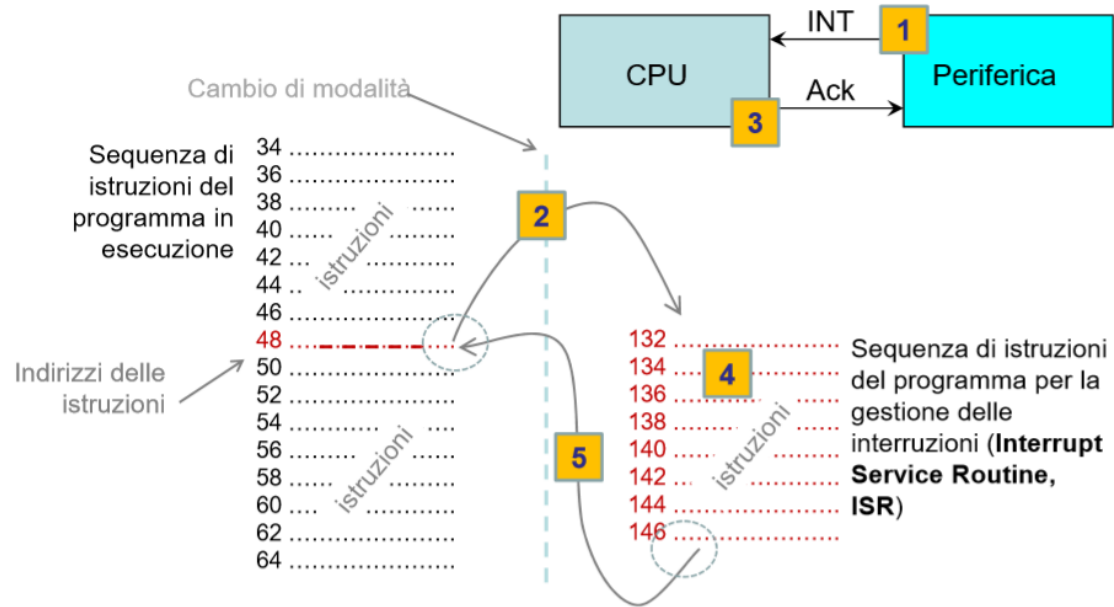 INT
1
CPU
Periferica
Ack
3
Cambio di modalità
Sequenza di
istruzioni del
programma in
esecuzione
34 ........................
36 ........................
38 ........................
40 ........................
42 ........................
44 ........................
46 ........................
48 ........................
50 ........................
52 ........................
54 ........................
56 ........................
58 ........................
60 ........................
62 ........................
64 ........................
istruzioni
istruzioni
Indirizzi delle
istruzioni
2
132 ........................
134 ........................
136 ........................
138 ........................
140 ........................
142 ........................
144 ........................
146 ........................
istruzioni
4
5
Sequenza di istruzioni
del programma per la
gestione delle
interruzioni (Interrupt
Service Routine,
ISR)